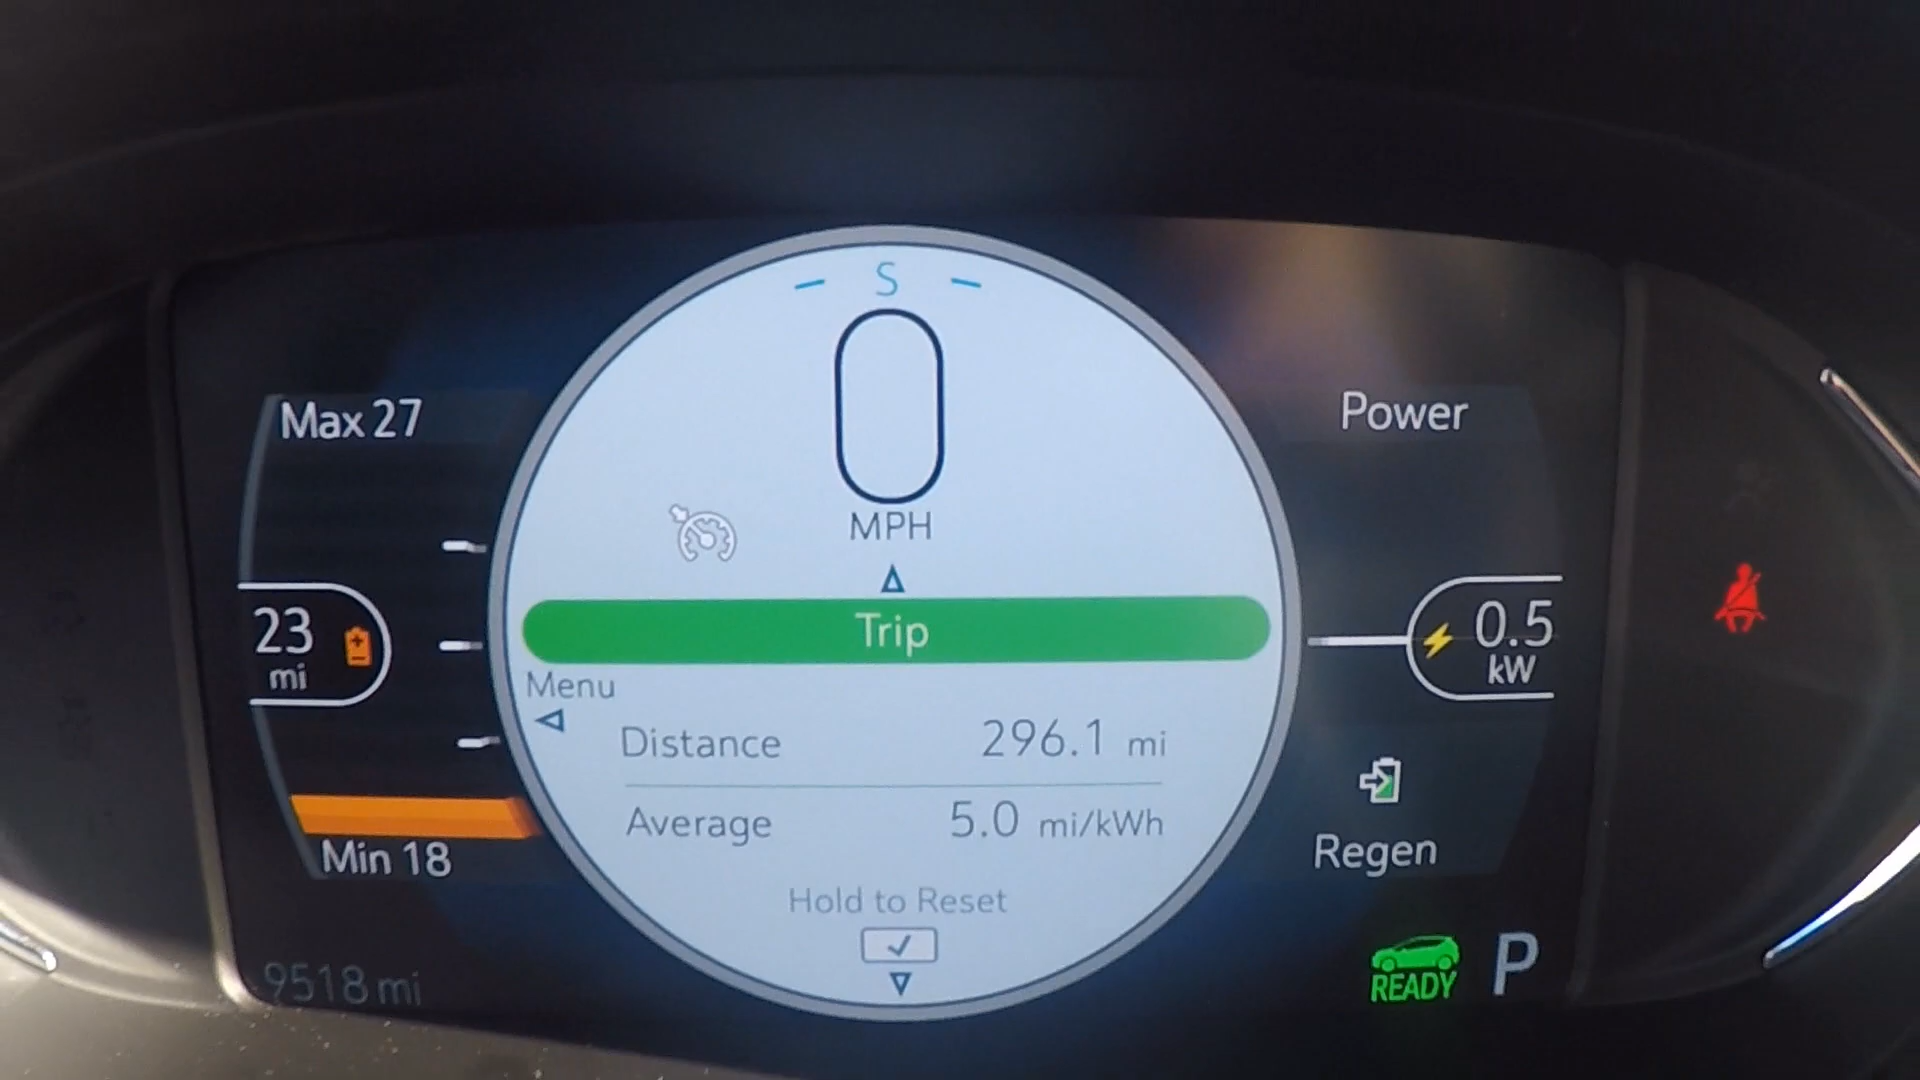 S
0
MPH
Max 27
Power
23
mi
0.5
kW
Trip
Menu
Distance 296.1 mi
Average 5.0 mi/kWh
Min 18
Regen
Hold to Reset
9518 mi
READY
P